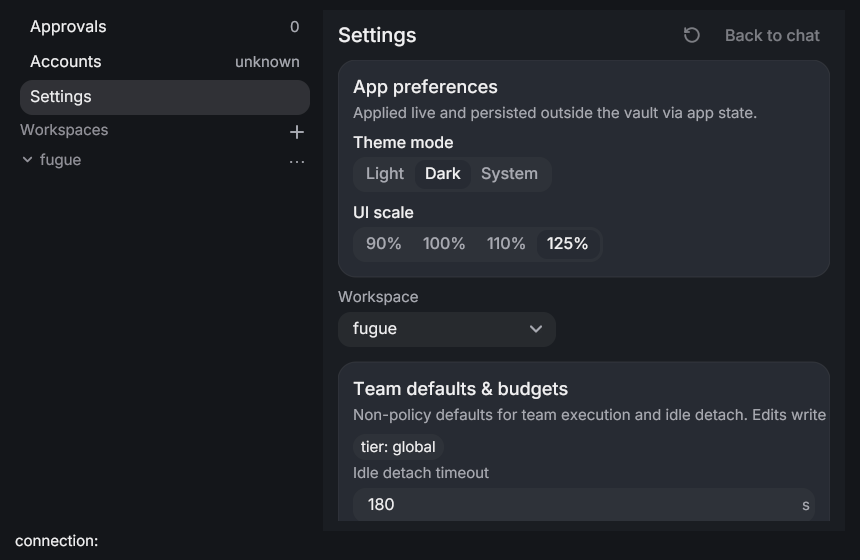 Approvals 0
Accounts unknown
Settings
Workspaces +
fugue ...
connection:
Settings
Back to chat
App preferences
Applied live and persisted outside the vault via app state.
Theme mode
Light Dark System
UI scale
90% 100% 110% 125%
Workspace
fugue
Team defaults & budgets
Non-policy defaults for team execution and idle detach. Edits write
tier: global
Idle detach timeout
180 s